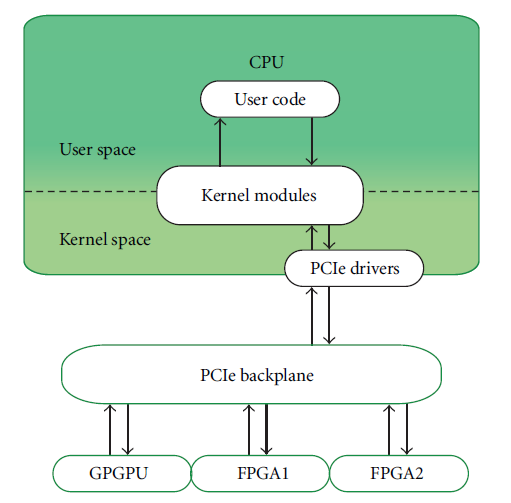 CPU
User code
User space
Kernel modules
Kernel space
PCIe drivers
PCIe backplane
GPGPU
FPGA1
FPGA2